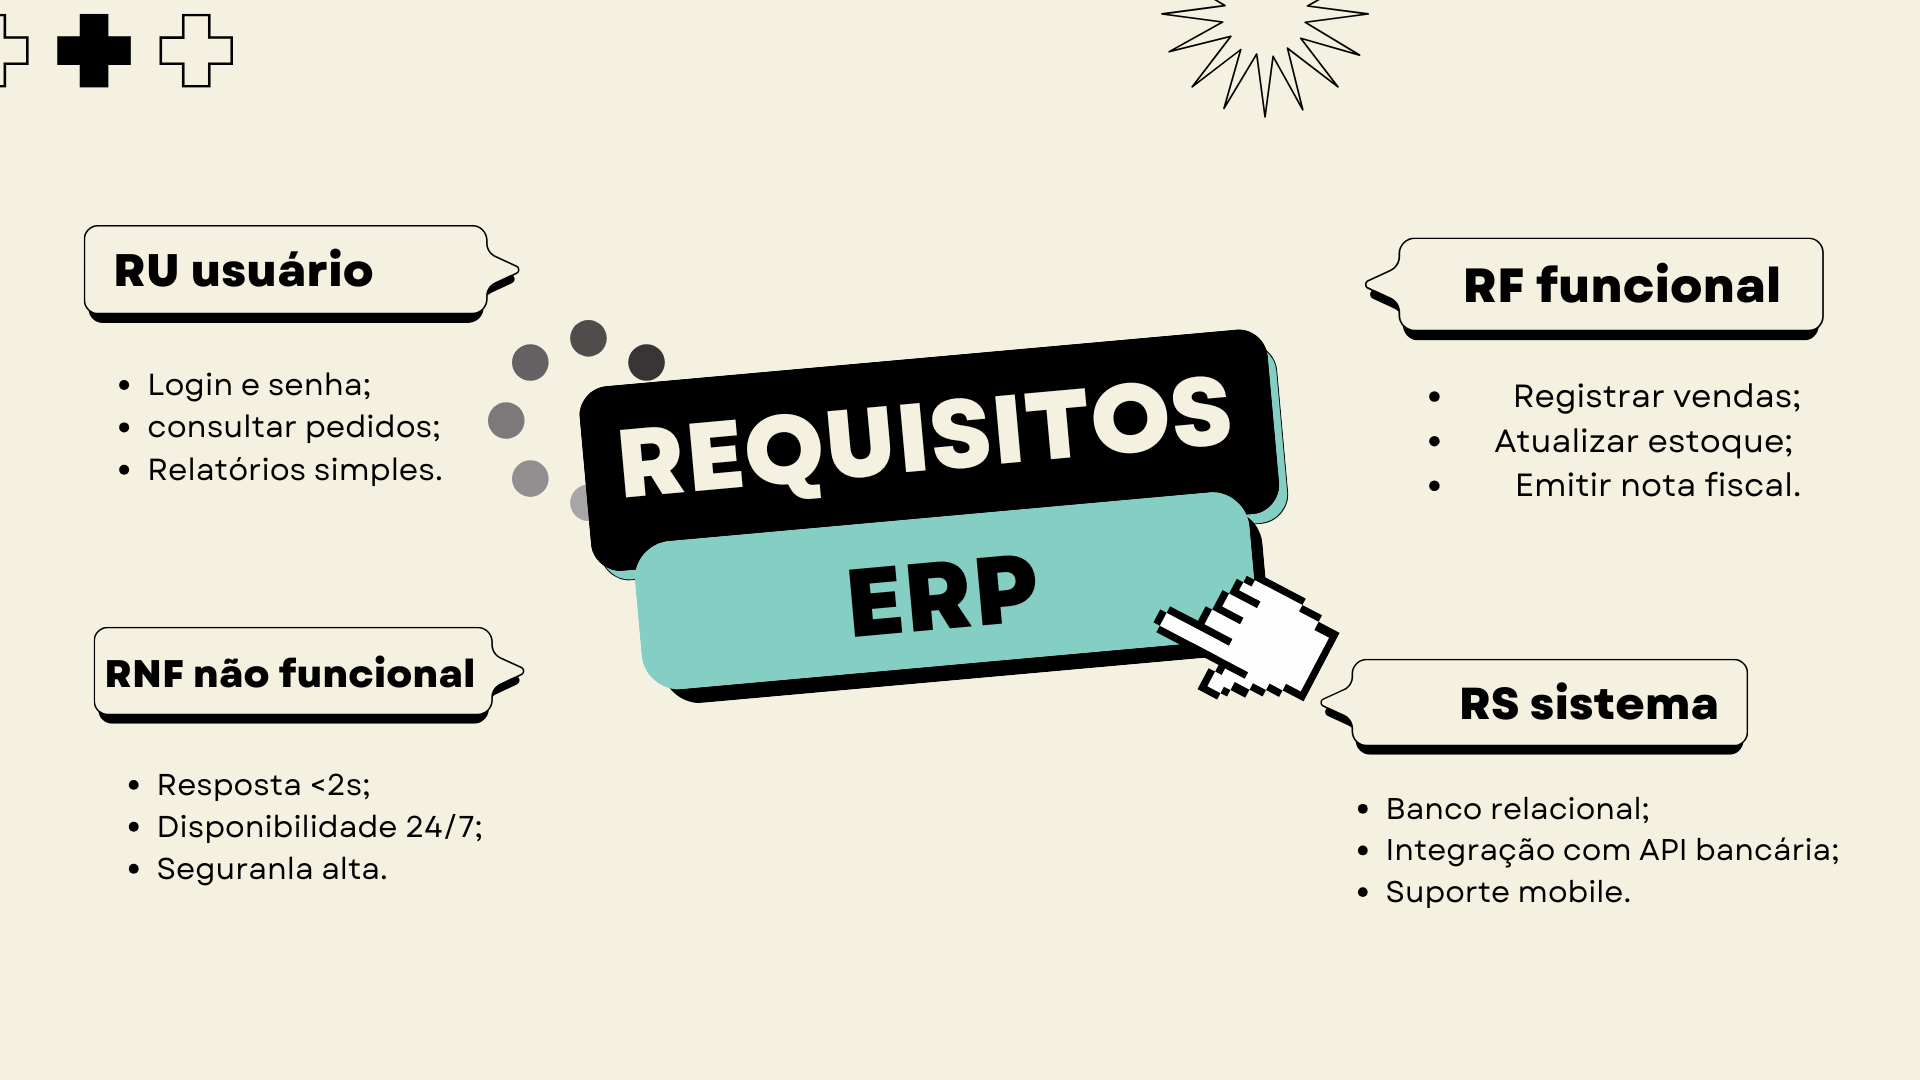 RU usuário
• Login e senha;
• consultar pedidos;
• Relatórios simples.
RNF não funcional
• Resposta <2s;
• Disponibilidade 24/7;
• Seguranla alta.
REQUISITOS
ERP
RF funcional
• Registrar vendas;
• Atualizar estoque;
• Emitir nota fiscal.
RS sistema
• Banco relacional;
• Integração com API bancária;
• Suporte mobile.